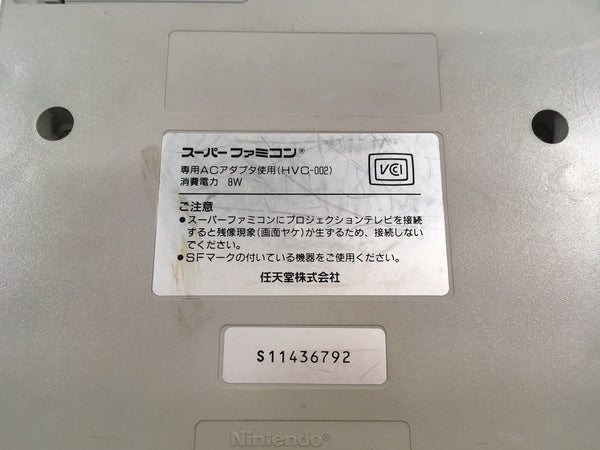 スーパーファミコン®
専用ACアダプタ使用(HVC-002)
消費電力 8W
VCI
ご注意
●スーパーファミコンにプロジェクションテレビを接続
すると残像現象(画面ヤケ)が生ずるため、接続しない
でください。
●SFマークの付いている機器をご使用ください。
任天堂株式会社
S11436792
Nintendo®